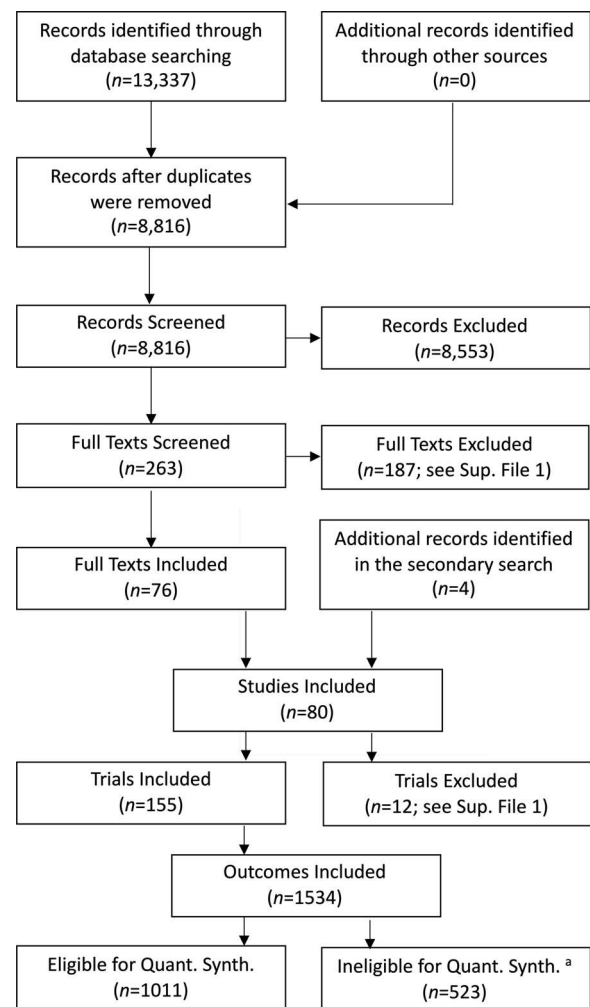 Records identified through
database searching
(n=13,337)
Additional records identified
through other sources
(n=0)
Records after duplicates
were removed
(n=8,816)
Records Screened
(n=8,816)
Records Excluded
(n=8,553)
Full Texts Screened
(n=263)
Full Texts Excluded
(n=187; see Sup. File 1)
Full Texts Included
(n=76)
Additional records identified
in the secondary search
(n=4)
Studies Included
(n=80)
Trials Included
(n=155)
Trials Excluded
(n=12; see Sup. File 1)
Outcomes Included
(n=1534)
Eligible for Quant. Synth.
(n=1011)
Ineligible for Quant. Synth. a
(n=523)